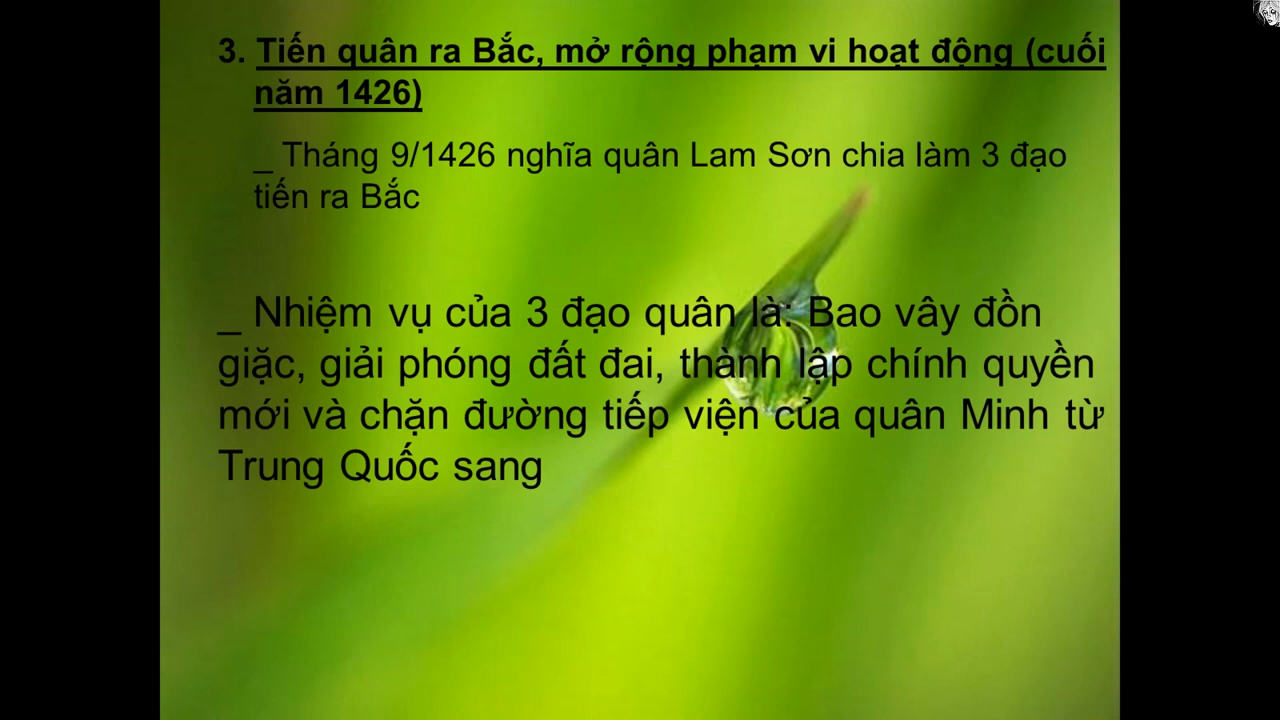 3. Tiến quân ra Bắc, mở rộng phạm vi hoạt động (cuối
năm 1426)
_ Tháng 9/1426 nghĩa quân Lam Sơn chia làm 3 đạo
tiến ra Bắc
_ Nhiệm vụ của 3 đạo quân là: Bao vây đồn
giặc, giải phóng đất đai, thành lập chính quyền
mới và chặn đường tiếp viện của quân Minh từ
Trung Quốc sang